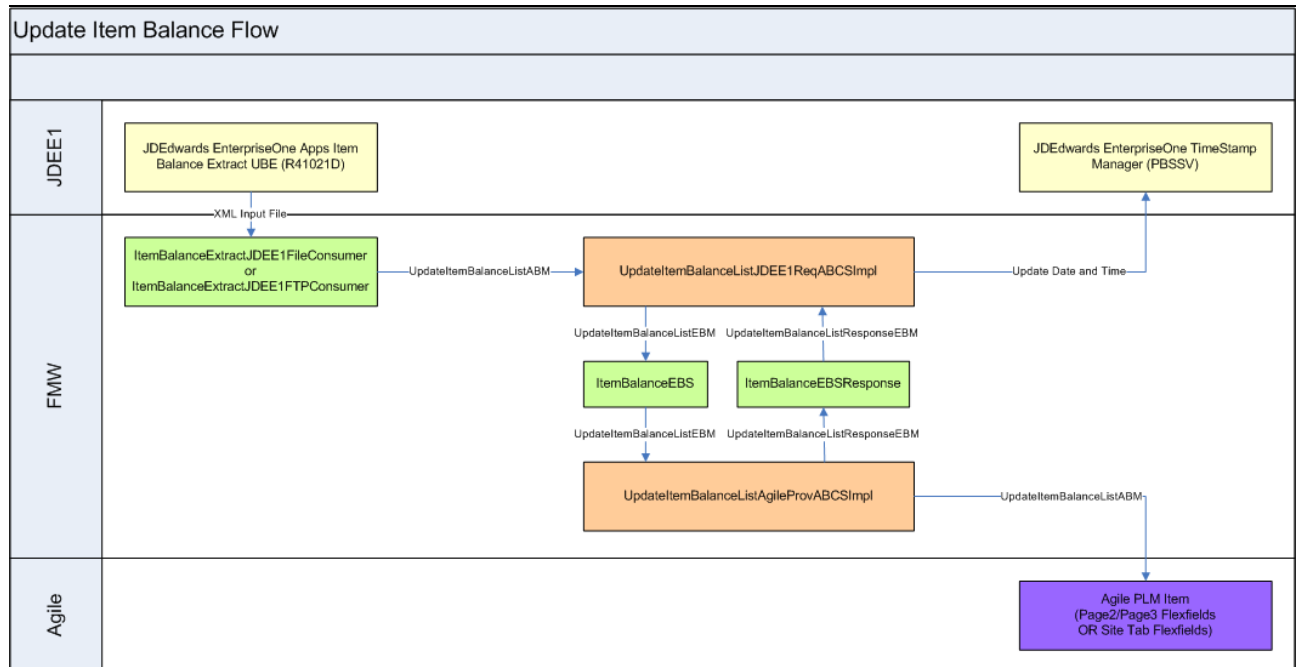 Update Item Balance Flow
JDEE1
JDEdwards EnterpriseOne Apps Item
Balance Extract UBE (R41021D)
JDEdwards EnterpriseOne TimeStamp
Manager (PBSSV)
XML Input File
FMW
ItemBalanceExtractJDEE1FileConsumer
or
ItemBalanceExtractJDEE1FTPConsumer
UpdateItemBalanceListABM
UpdateItemBalanceListJDEE1ReqABCSImpl
Update Date and Time
UpdateItemBalanceListEBM
UpdateItemBalanceListResponseEBM
ItemBalanceEBS
ItemBalanceEBSResponse
UpdateItemBalanceListEBM
UpdateItemBalanceListResponseEBM
UpdateItemBalanceListAgileProvABCSImpl
UpdateItemBalanceListABM
Agile
Agile PLM Item
(Page2/Page3 Flexfields
OR Site Tab Flexfields)